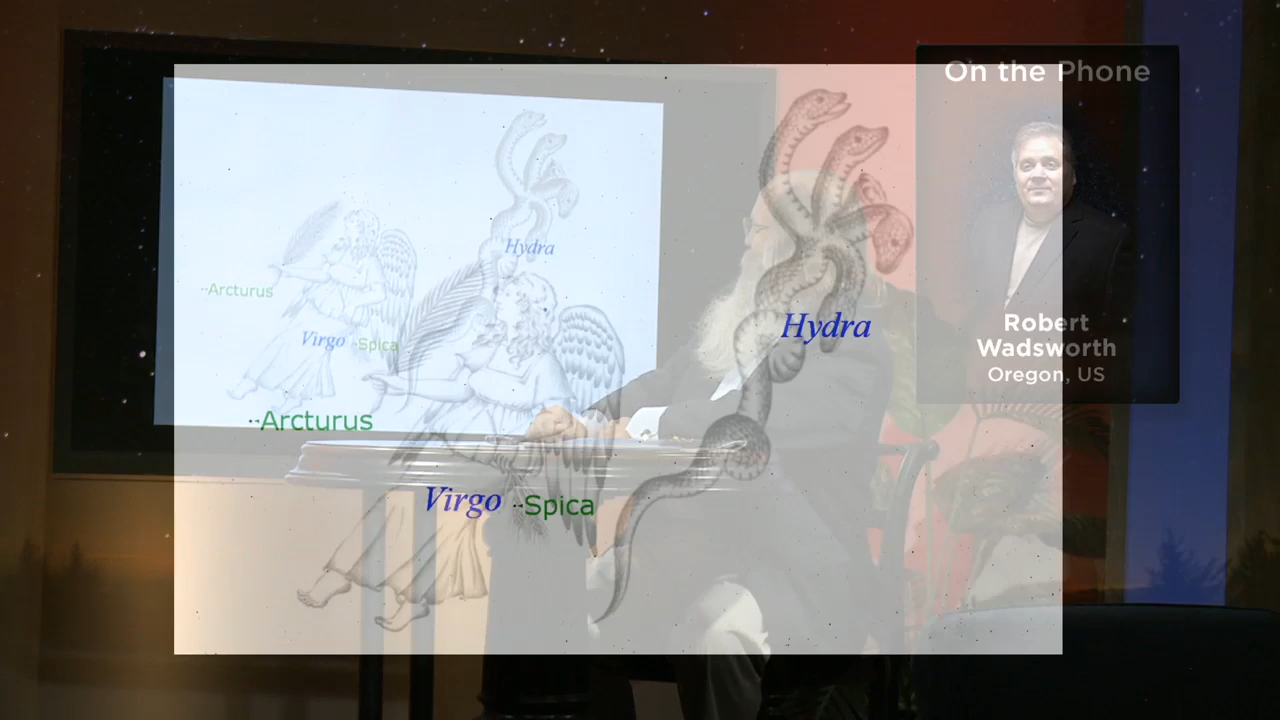 On the Phone
Hydra
··Arcturus
Virgo ··Spica
Hydra
Robert
Wadsworth
Oregon, US
··Arcturus
Virgo ··Spica